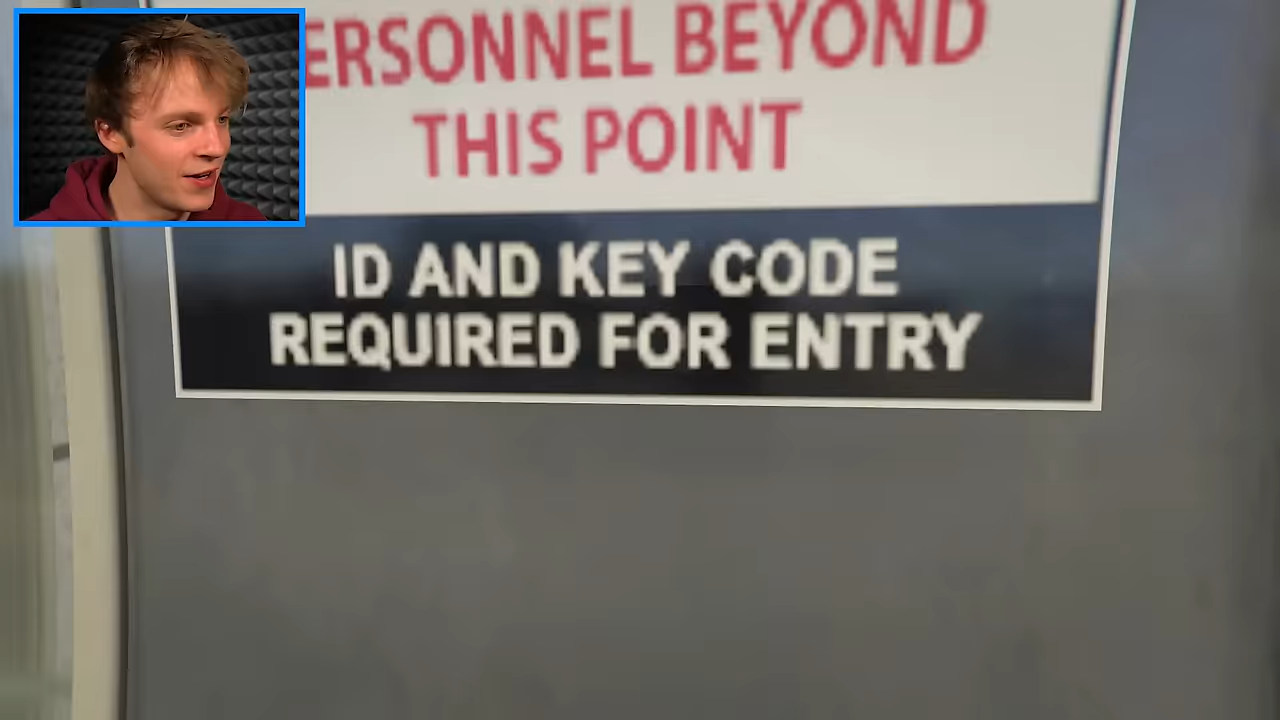 ERSONNEL BEYOND
THIS POINT
ID AND KEY CODE
REQUIRED FOR ENTRY